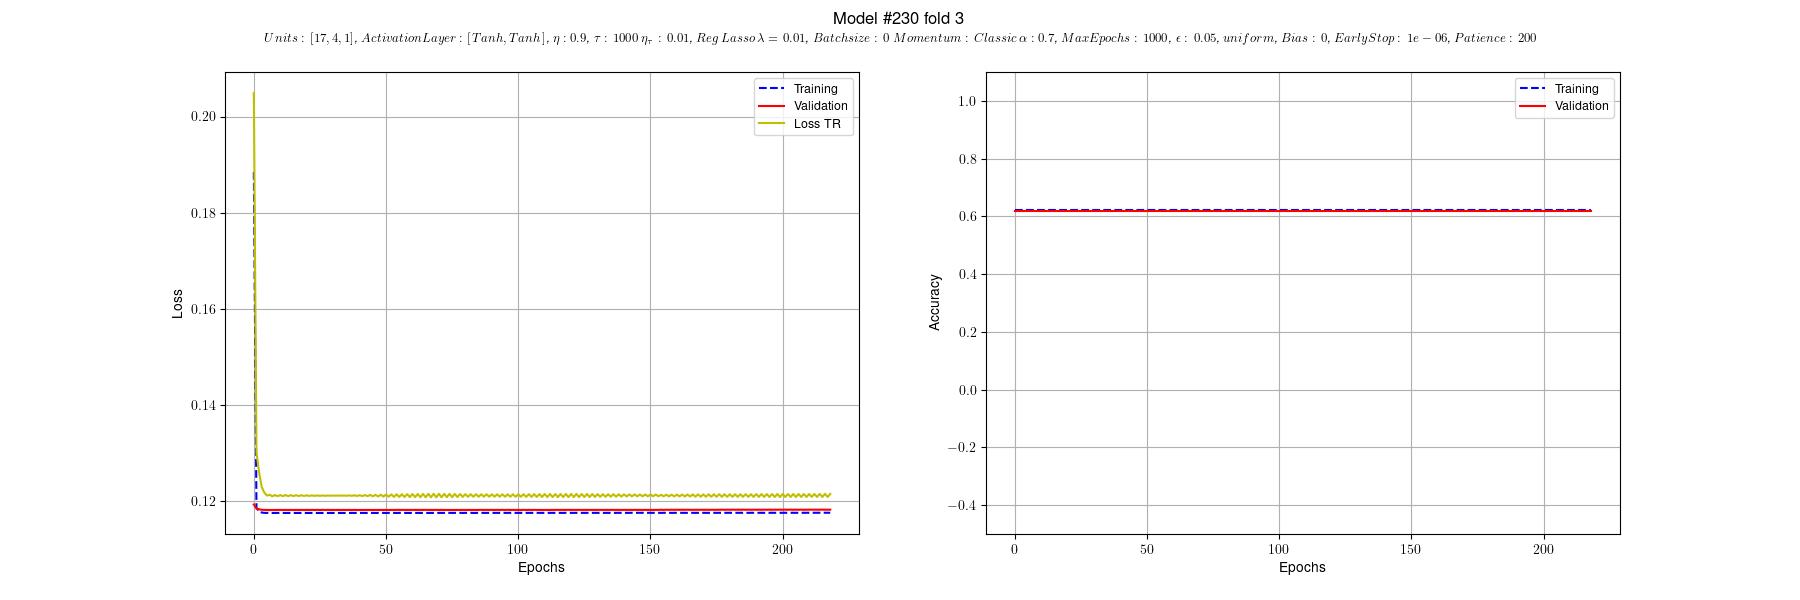 Model #230 fold 3
Units : [17, 4, 1], ActivationLayer : [Tanh, Tanh], η : 0.9, τ : 1000 ητ : 0.01, Reg Lasso λ = 0.01, Batchsize : 0 Momentum : Classic α : 0.7, MaxEpochs : 1000, ϵ : 0.05, uniform, Bias : 0, EarlyStop : 1e − 06, Patience : 200
Training
Validation
Loss TR
0.20
0.18
0.16
0.14
0.12
Loss
0 50 100 150 200
Epochs
Training
Validation
1.0
0.8
0.6
0.4
0.2
0.0
−0.2
−0.4
Accuracy
0 50 100 150 200
Epochs